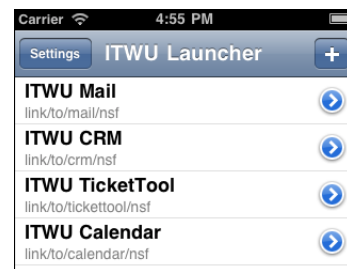 Carrier 4:55 PM
Settings ITWU Launcher +
ITWU Mail
link/to/mail/nsf
ITWU CRM
link/to/crm/nsf
ITWU TicketTool
link/to/tickettool/nsf
ITWU Calendar
link/to/calendar/nsf